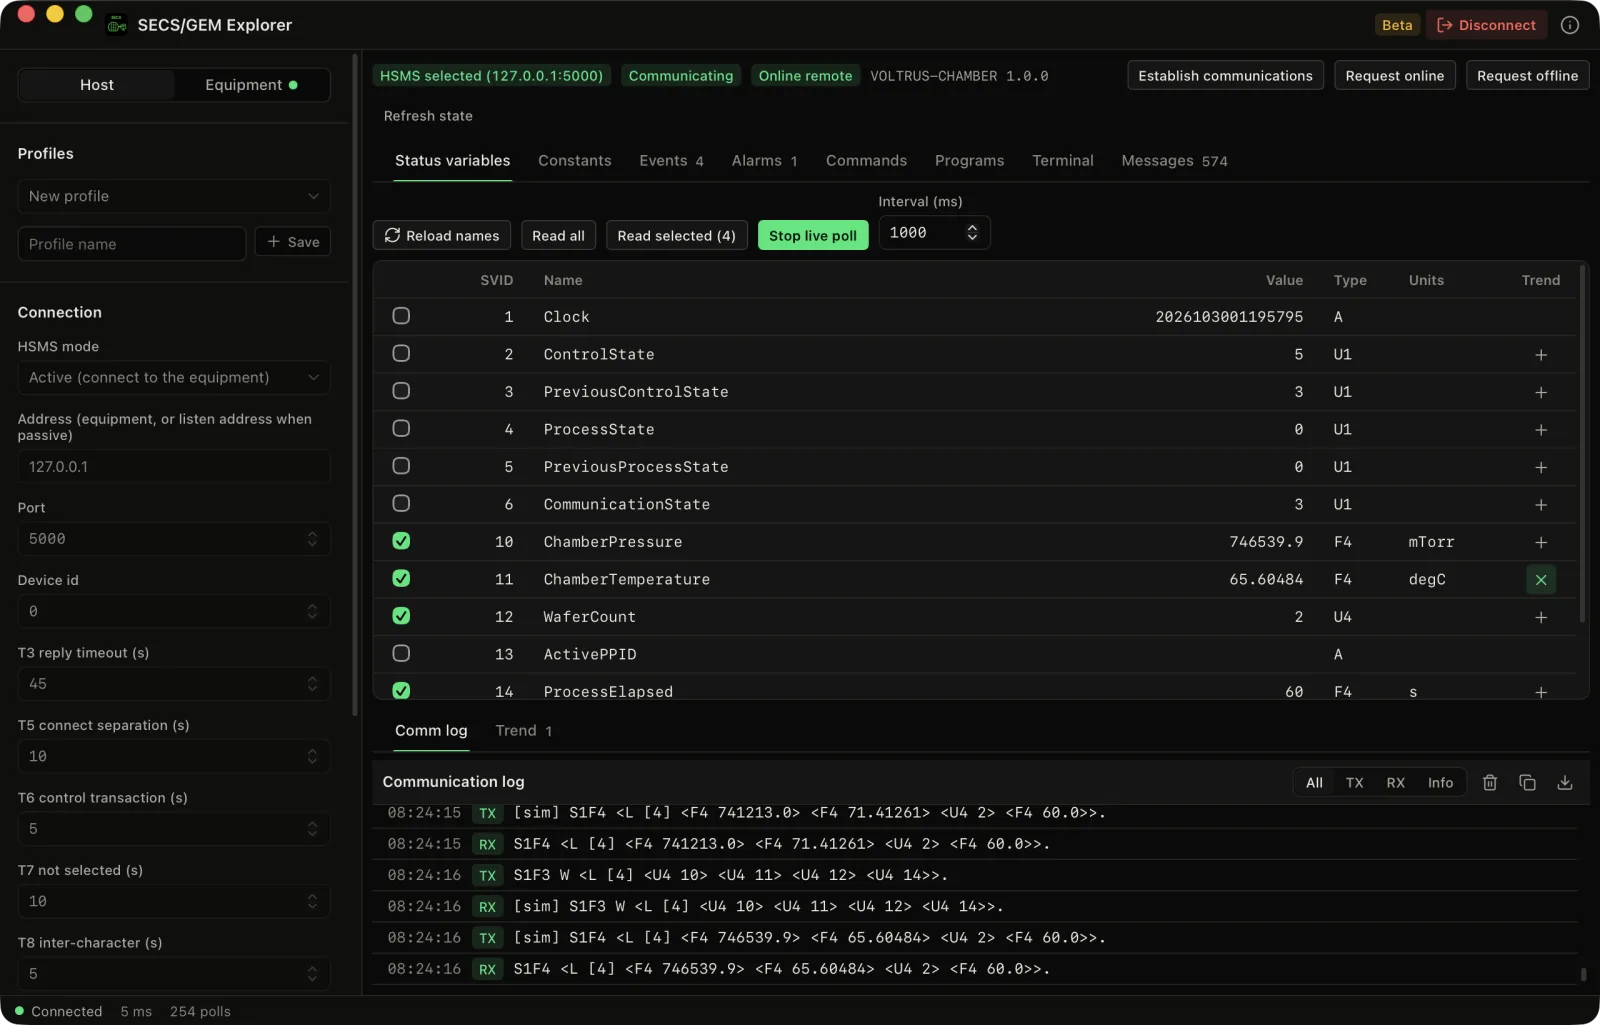 SECS/GEM Explorer
Beta
Disconnect
Host
Equipment
Profiles
New profile
Profile name
Save
Connection
HSMS mode
Active (connect to the equipment)
Address (equipment, or listen address when
passive)
127.0.0.1
Port
5000
Device id
0
T3 reply timeout (s)
45
T5 connect separation (s)
10
T6 control transaction (s)
5
T7 not selected (s)
10
T8 inter-character (s)
5
HSMS selected (127.0.0.1:5000) Communicating Online remote VOLTRUS-CHAMBER 1.0.0
Establish communications Request online Request offline
Refresh state
Status variables Constants Events 4 Alarms 1 Commands Programs Terminal Messages 574
Interval (ms)
Reload names Read all Read selected (4) Stop live poll 1000
SVID Name Value Type Units Trend
1 Clock 2026103001195795 A
2 ControlState 5 U1 +
3 PreviousControlState 3 U1 +
4 ProcessState 0 U1 +
5 PreviousProcessState 0 U1 +
6 CommunicationState 3 U1 +
10 ChamberPressure 746539.9 F4 mTorr +
11 ChamberTemperature 65.60484 F4 degC
12 WaferCount 2 U4 +
13 ActivePPID A
14 ProcessElapsed 60 F4 s +
Comm log Trend 1
Communication log
All TX RX Info
08:24:15 TX [sim] S1F4 <L [4] <F4 741213.0> <F4 71.41261> <U4 2> <F4 60.0>>.
08:24:15 RX S1F4 <L [4] <F4 741213.0> <F4 71.41261> <U4 2> <F4 60.0>>.
08:24:16 TX S1F3 W <L [4] <U4 10> <U4 11> <U4 12> <U4 14>>.
08:24:16 RX [sim] S1F3 W <L [4] <U4 10> <U4 11> <U4 12> <U4 14>>.
08:24:16 TX [sim] S1F4 <L [4] <F4 746539.9> <F4 65.60484> <U4 2> <F4 60.0>>.
08:24:16 RX S1F4 <L [4] <F4 746539.9> <F4 65.60484> <U4 2> <F4 60.0>>.
Connected 5 ms 254 polls